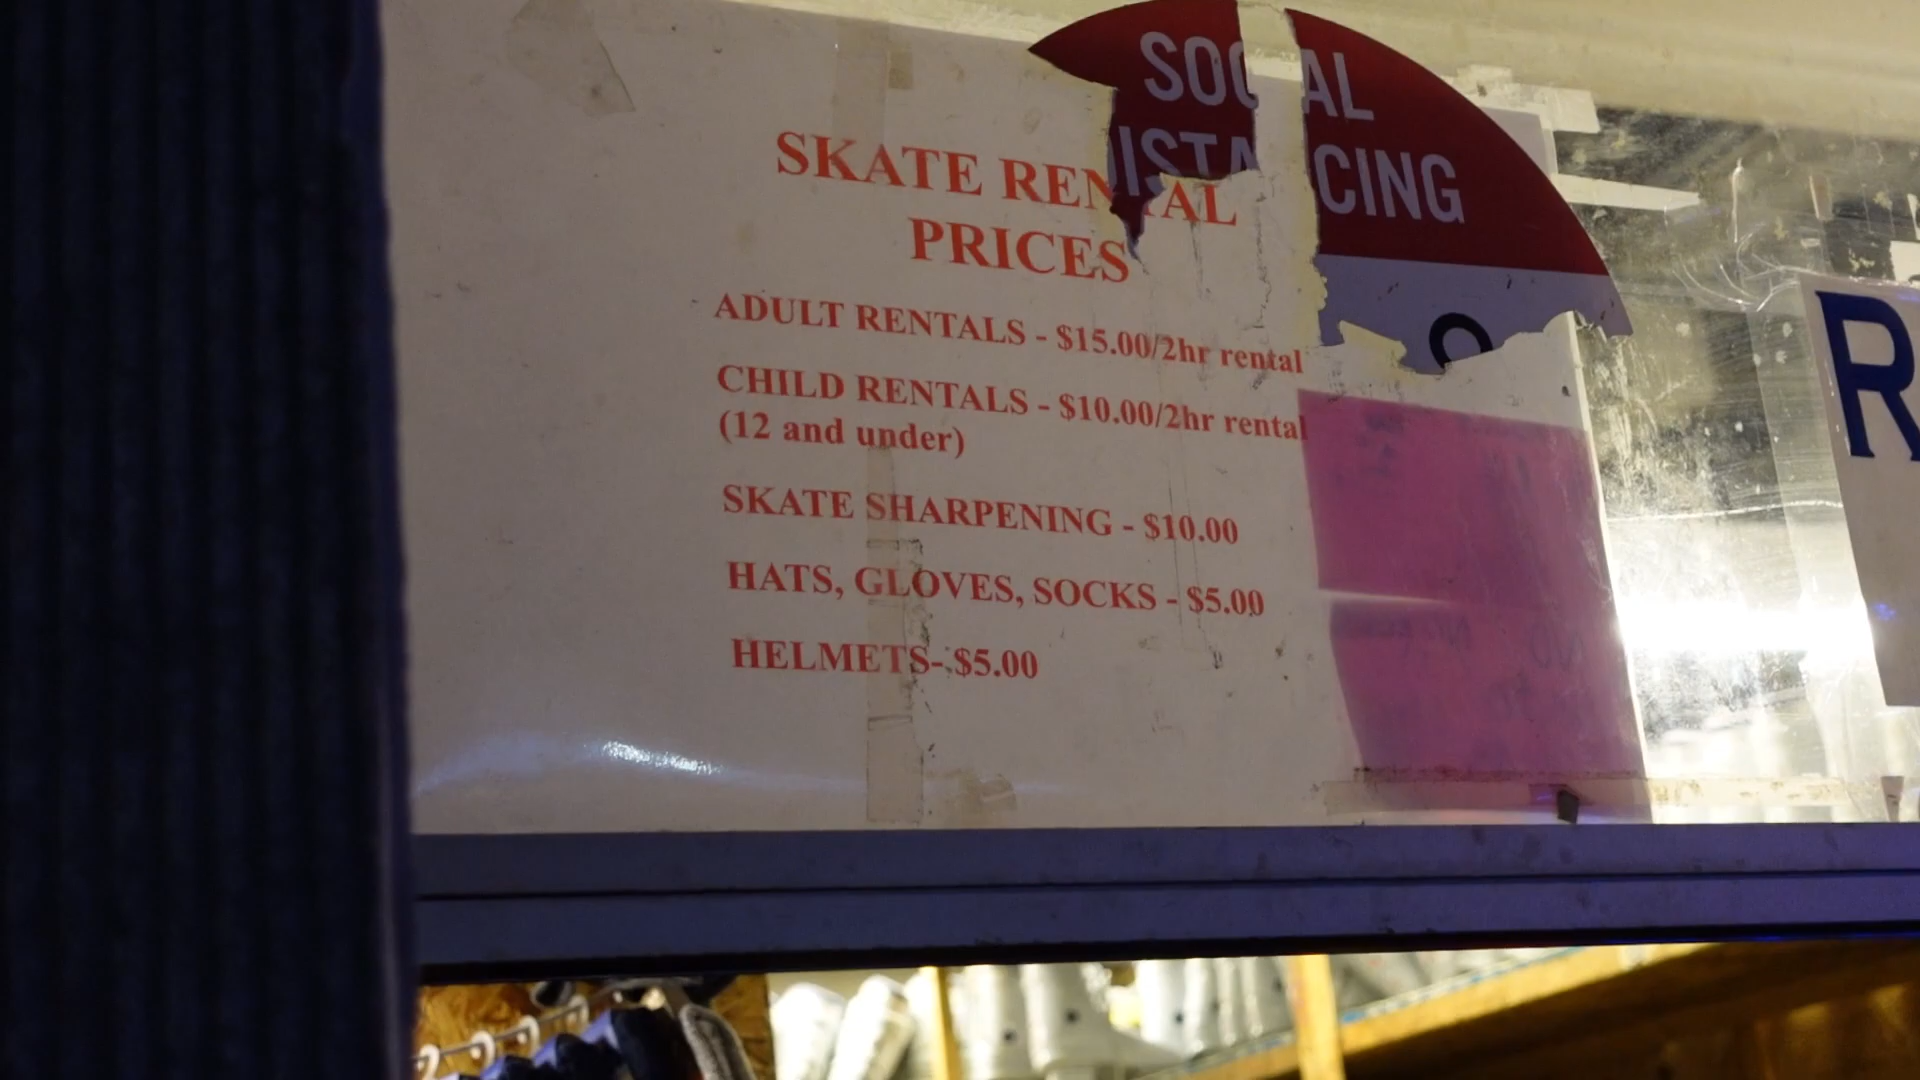 SOCIAL
DISTANCING
SKATE RENTAL
PRICES
ADULT RENTALS - $15.00/2hr rental
CHILD RENTALS - $10.00/2hr rental
(12 and under)
SKATE SHARPENING - $10.00
HATS, GLOVES, SOCKS - $5.00
HELMETS- $5.00
R